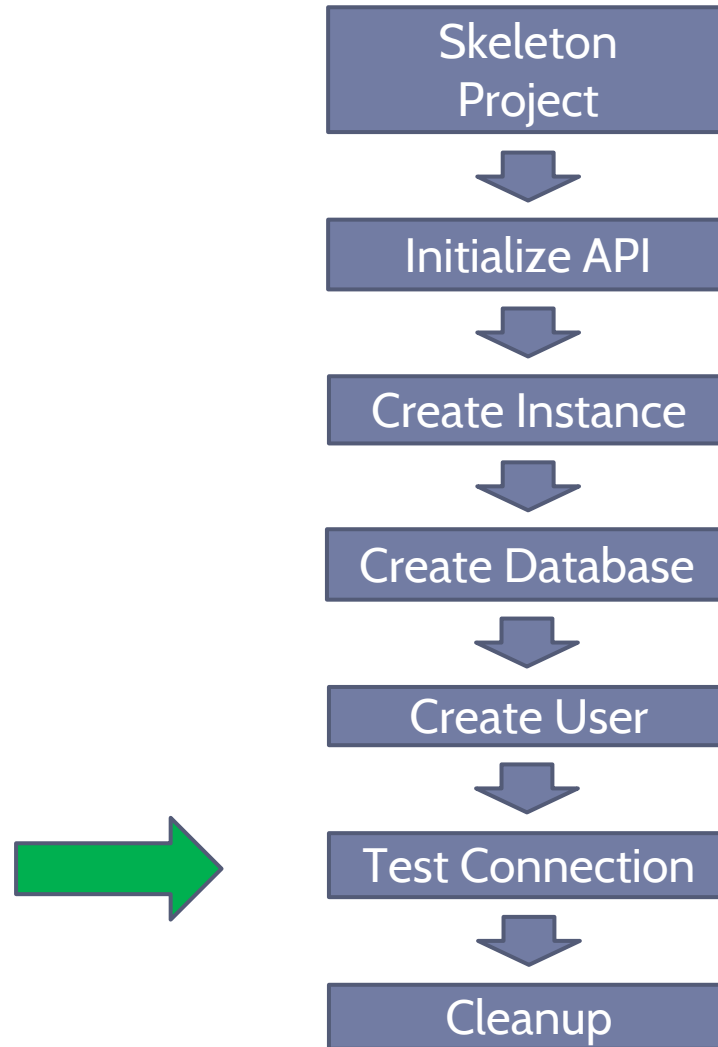 Skeleton
Project
Initialize API
Create Instance
Create Database
Create User
Test Connection
Cleanup